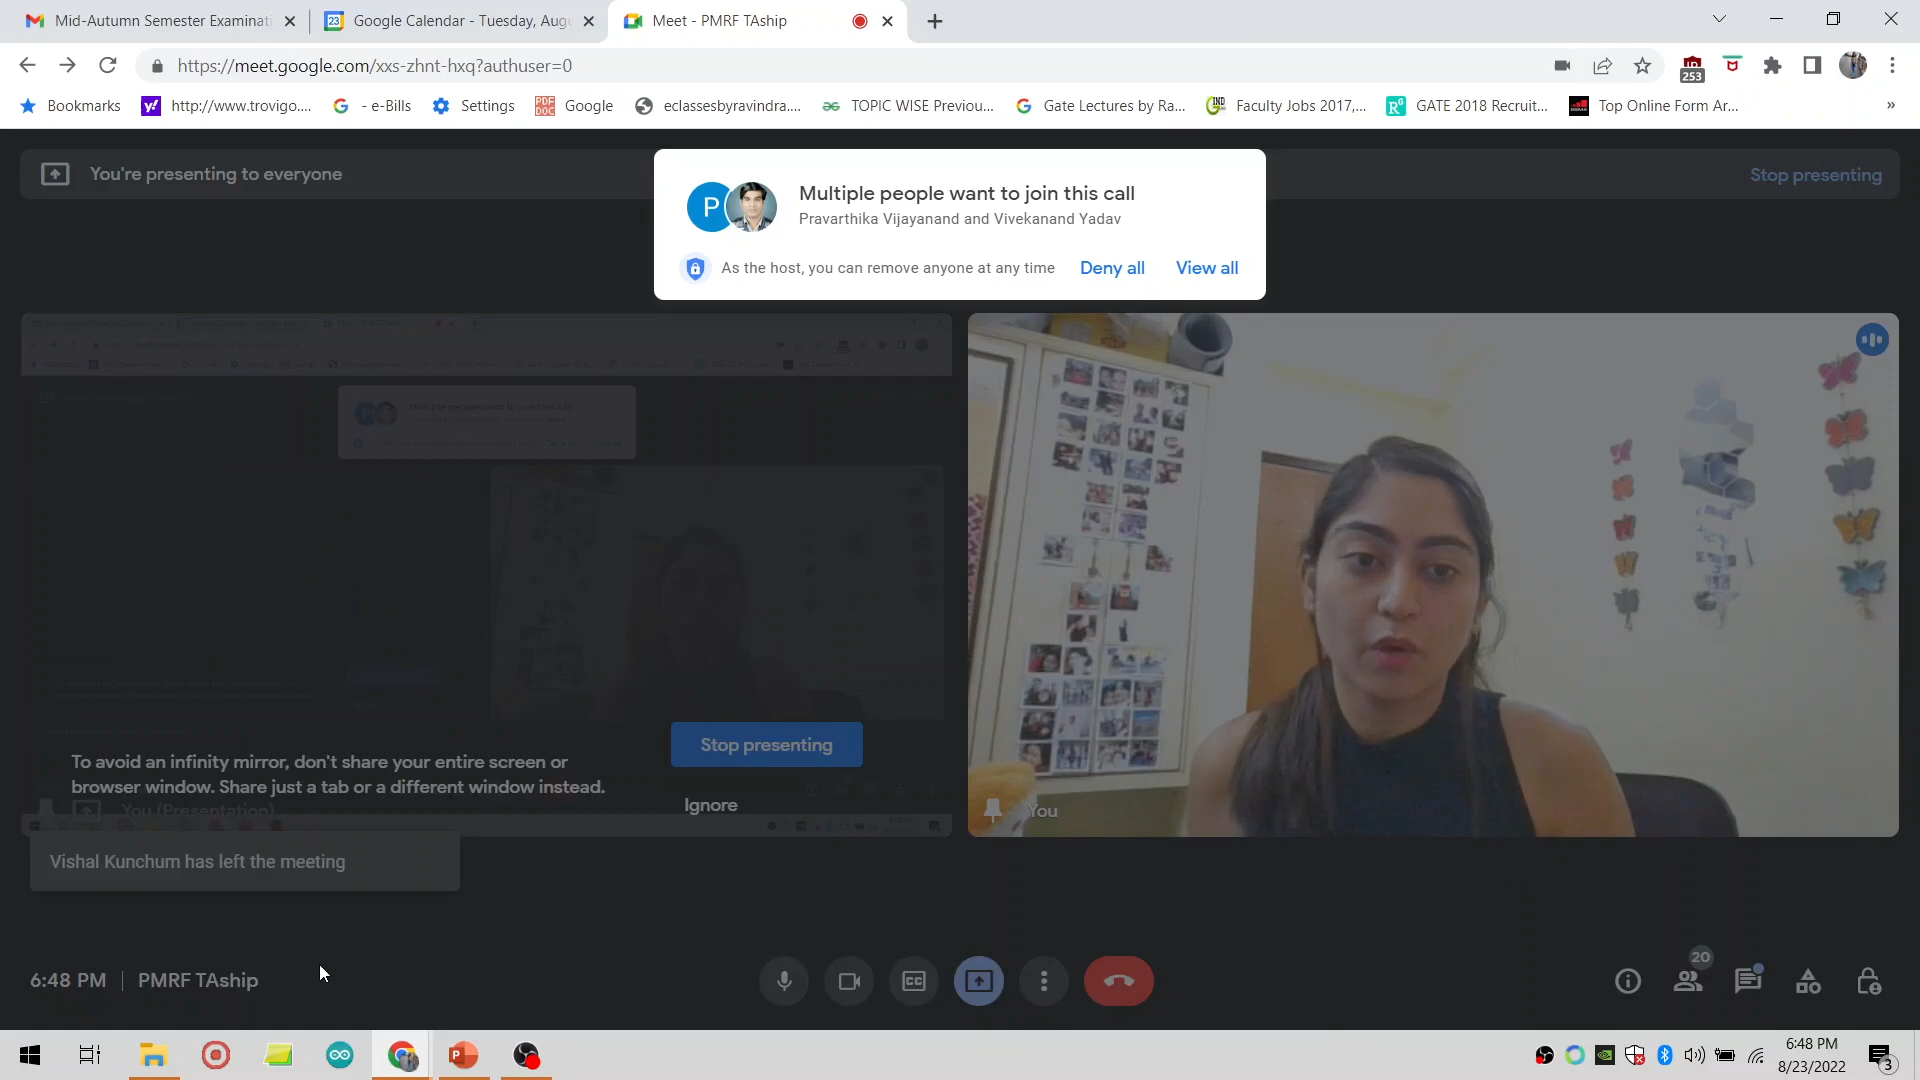 Mid-Autumn Semester Examinati
Google Calendar - Tuesday, Aug
Meet - PMRF TAship
https://meet.google.com/xxs-zhnt-hxq?authuser=0
253
Bookmarks
http://www.trovigo....
- e-Bills
Settings
Google
eclassesbyravindra....
TOPIC WISE Previou...
Gate Lectures by Ra...
Faculty Jobs 2017,...
GATE 2018 Recruit...
Top Online Form Ar...
»
You're presenting to everyone
Stop presenting
P
Multiple people want to join this call
Pravarthika Vijayanand and Vivekanand Yadav
As the host, you can remove anyone at any time
Deny all
View all
To avoid an infinity mirror, don't share your entire screen or
browser window. Share just a tab or a different window instead.
Stop presenting
Ignore
You (Presentation)
You
Vishal Kunchum has left the meeting
6:48 PM | PMRF TAship
20
6:48 PM
8/23/2022
3